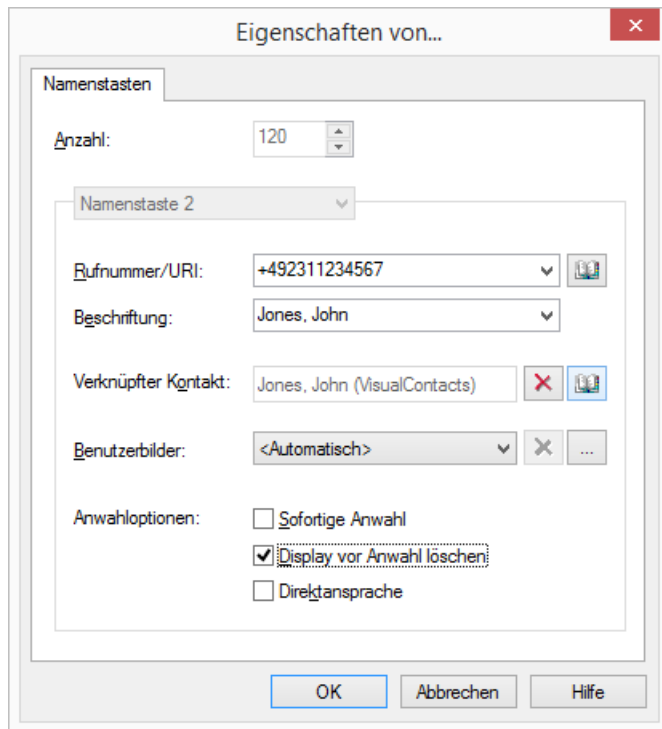 Eigenschaften von...
Namenstasten
Anzahl: 120
Namenstaste 2
Rufnummer/URI: +492311234567
Beschriftung: Jones, John
Verknüpfter Kontakt: Jones, John (VisualContacts)
Benutzerbilder: <Automatisch> ...
Anwahloptionen: Sofortige Anwahl
Display vor Anwahl löschen
Direktansprache
OK Abbrechen Hilfe